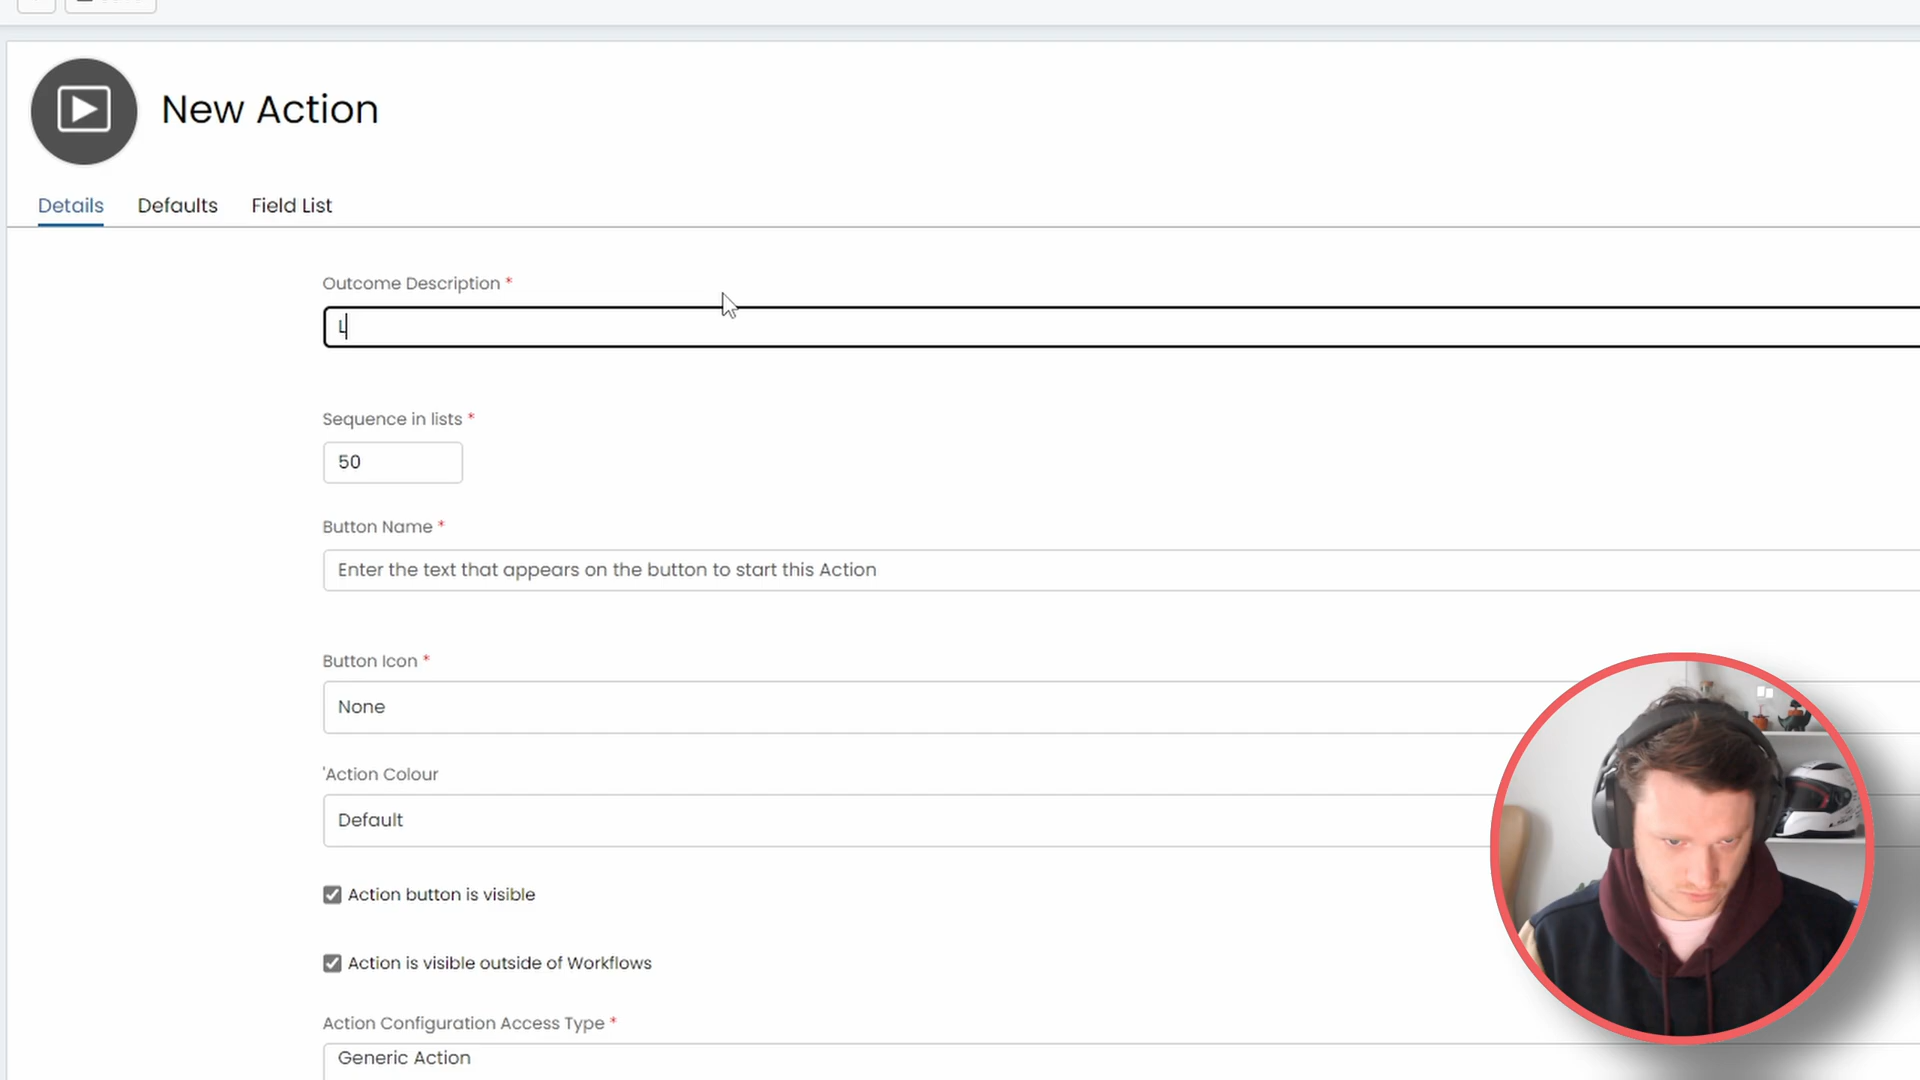 New Action
Details Defaults Field List
Outcome Description *
L
Sequence in lists *
50
Button Name *
Enter the text that appears on the button to start this Action
Button Icon *
None
'Action Colour
Default
Action button is visible
Action is visible outside of Workflows
Action Configuration Access Type *
Generic Action